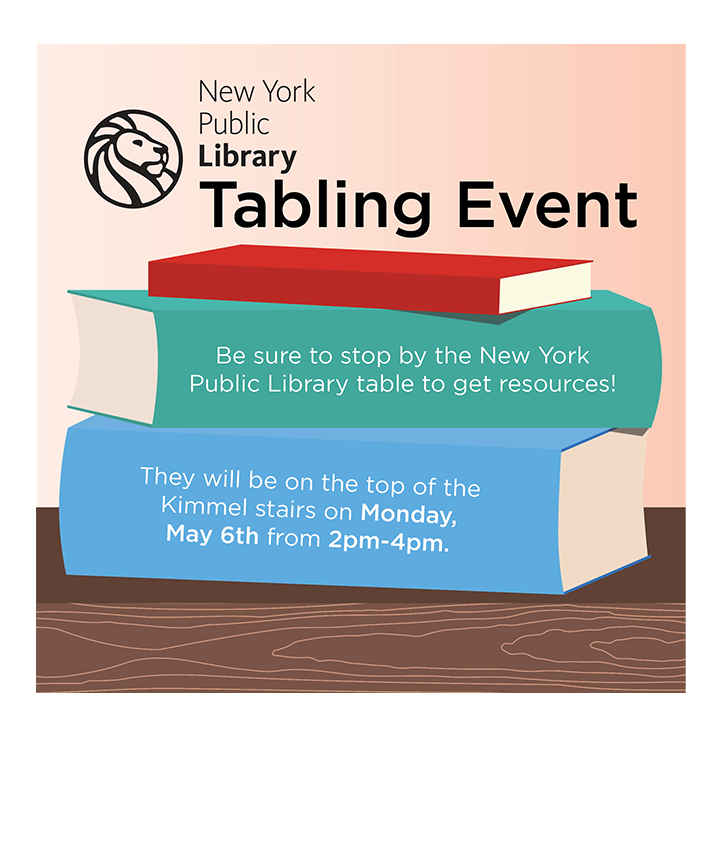 New York
Public
Library
Tabling Event
Be sure to stop by the New York
Public Library table to get resources!
They will be on the top of the
Kimmel stairs on Monday,
May 6th from 2pm-4pm.